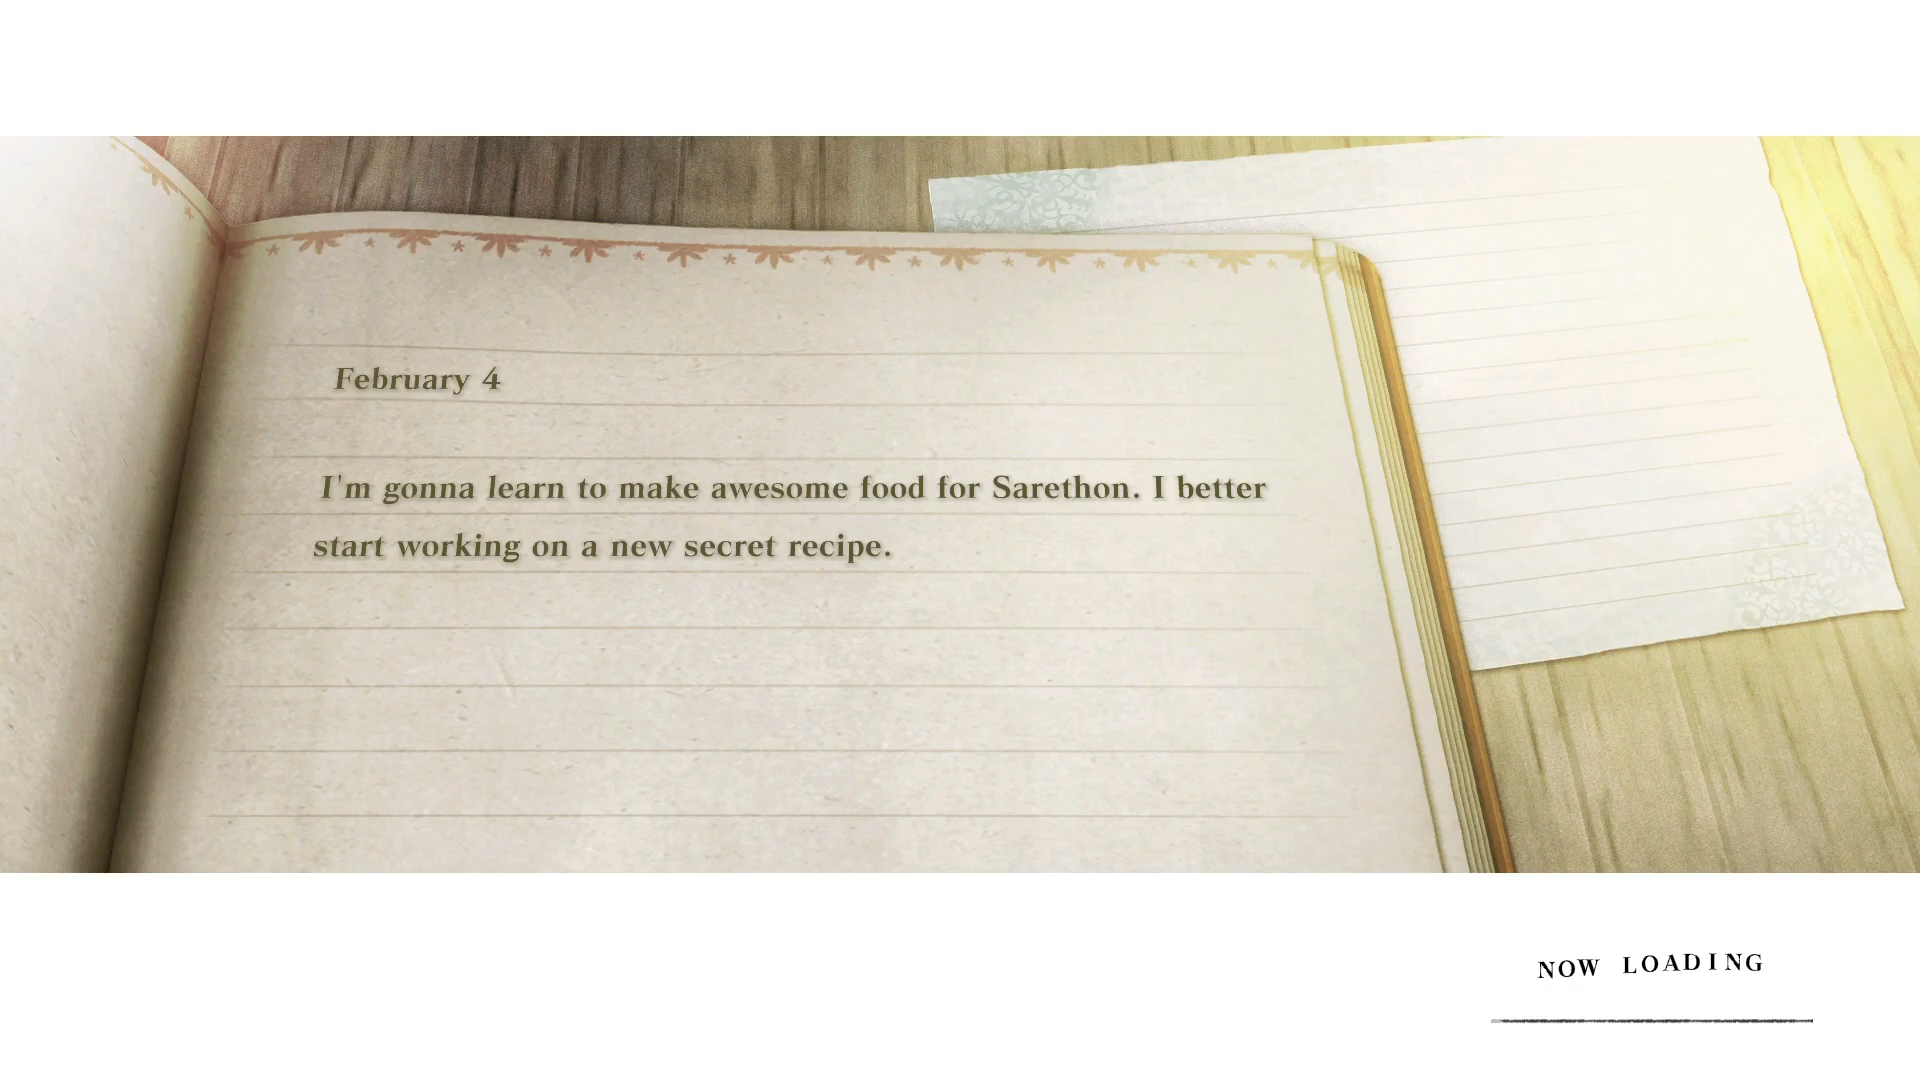 February 4
I'm gonna learn to make awesome food for Sarethon. I better
start working on a new secret recipe.
NOW LOADING